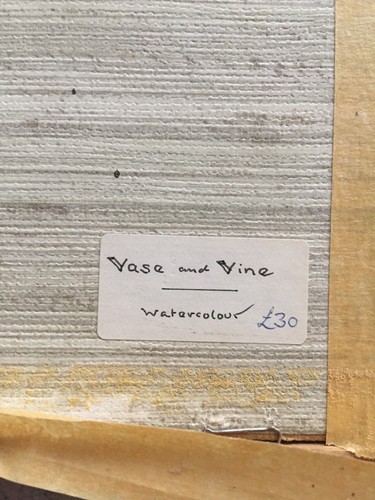 Vase and Vine
watercolour
£30